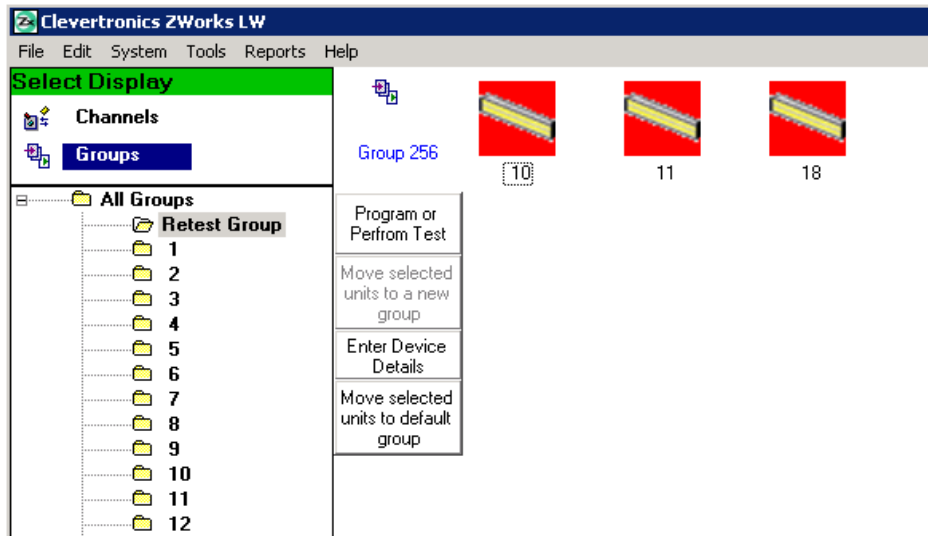 Clevertronics ZWorks LW
File Edit System Tools Reports Help
Select Display
Channels
Groups
All Groups
Retest Group
1
2
3
4
5
6
7
8
9
10
11
12
Group 256
Program or
Perfrom Test
Move selected
units to a new
group
Enter Device
Details
Move selected
units to default
group
10
11
18